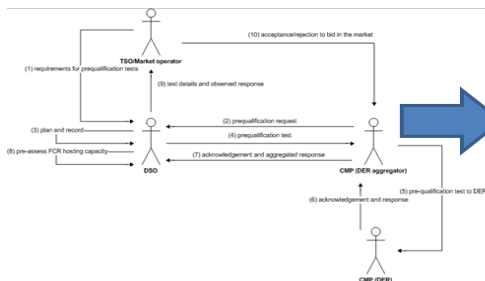 (10) acceptance/rejection to bid in the market
TSO/Market operator
(1) requirements for prequalification tests
(9) test details and observed response
(2) prequalification request
(3) plan and record
(4) prequalification test
(8) pre-assess FCR hosting capacity
(7) acknowledgement and aggregated response
DSO
CMP (DER aggregator)
(5) pre-qualification test to DER
(6) acknowledgement and response
CMP (DER)